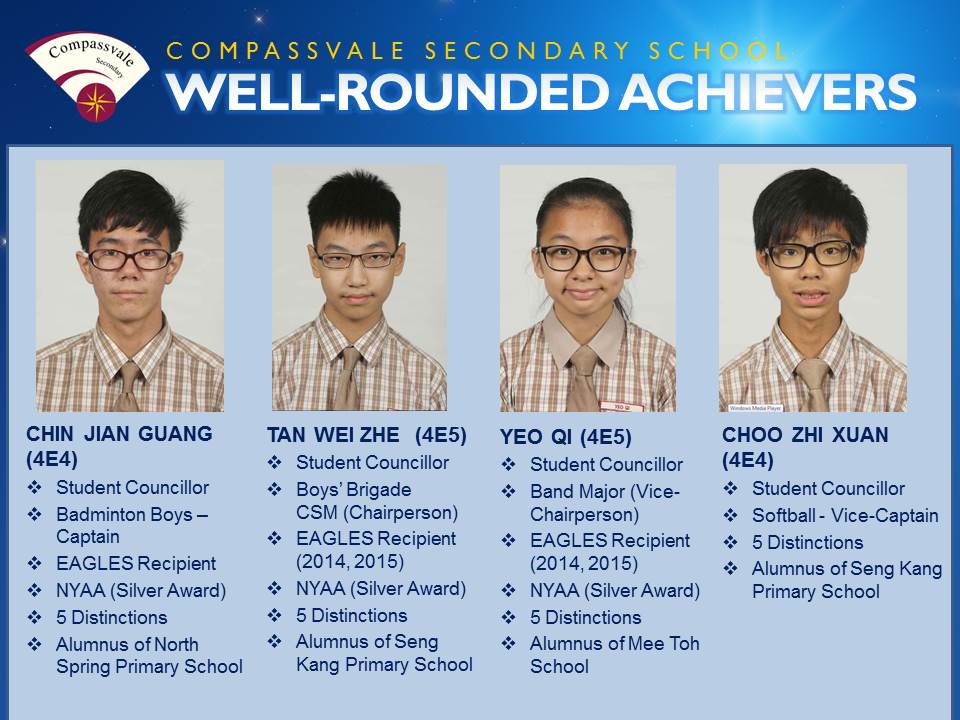 Compassvale
Secondary
COMPASSVALE SECONDARY SCHOOL
WELL-ROUNDED ACHIEVERS
YEO QI
Windows Media Player
CHIN JIAN GUANG
(4E4)
❖ Student Councillor
❖ Badminton Boys –
Captain
❖ EAGLES Recipient
❖ NYAA (Silver Award)
❖ 5 Distinctions
❖ Alumnus of North
Spring Primary School
TAN WEI ZHE (4E5)
❖ Student Councillor
❖ Boys' Brigade
CSM (Chairperson)
❖ EAGLES Recipient
(2014, 2015)
❖ NYAA (Silver Award)
❖ 5 Distinctions
❖ Alumnus of Seng
Kang Primary School
YEO QI (4E5)
❖ Student Councillor
❖ Band Major (Vice-
Chairperson)
❖ EAGLES Recipient
(2014, 2015)
❖ NYAA (Silver Award)
❖ 5 Distinctions
❖ Alumnus of Mee Toh
School
CHOO ZHI XUAN
(4E4)
❖ Student Councillor
❖ Softball - Vice-Captain
❖ 5 Distinctions
❖ Alumnus of Seng Kang
Primary School